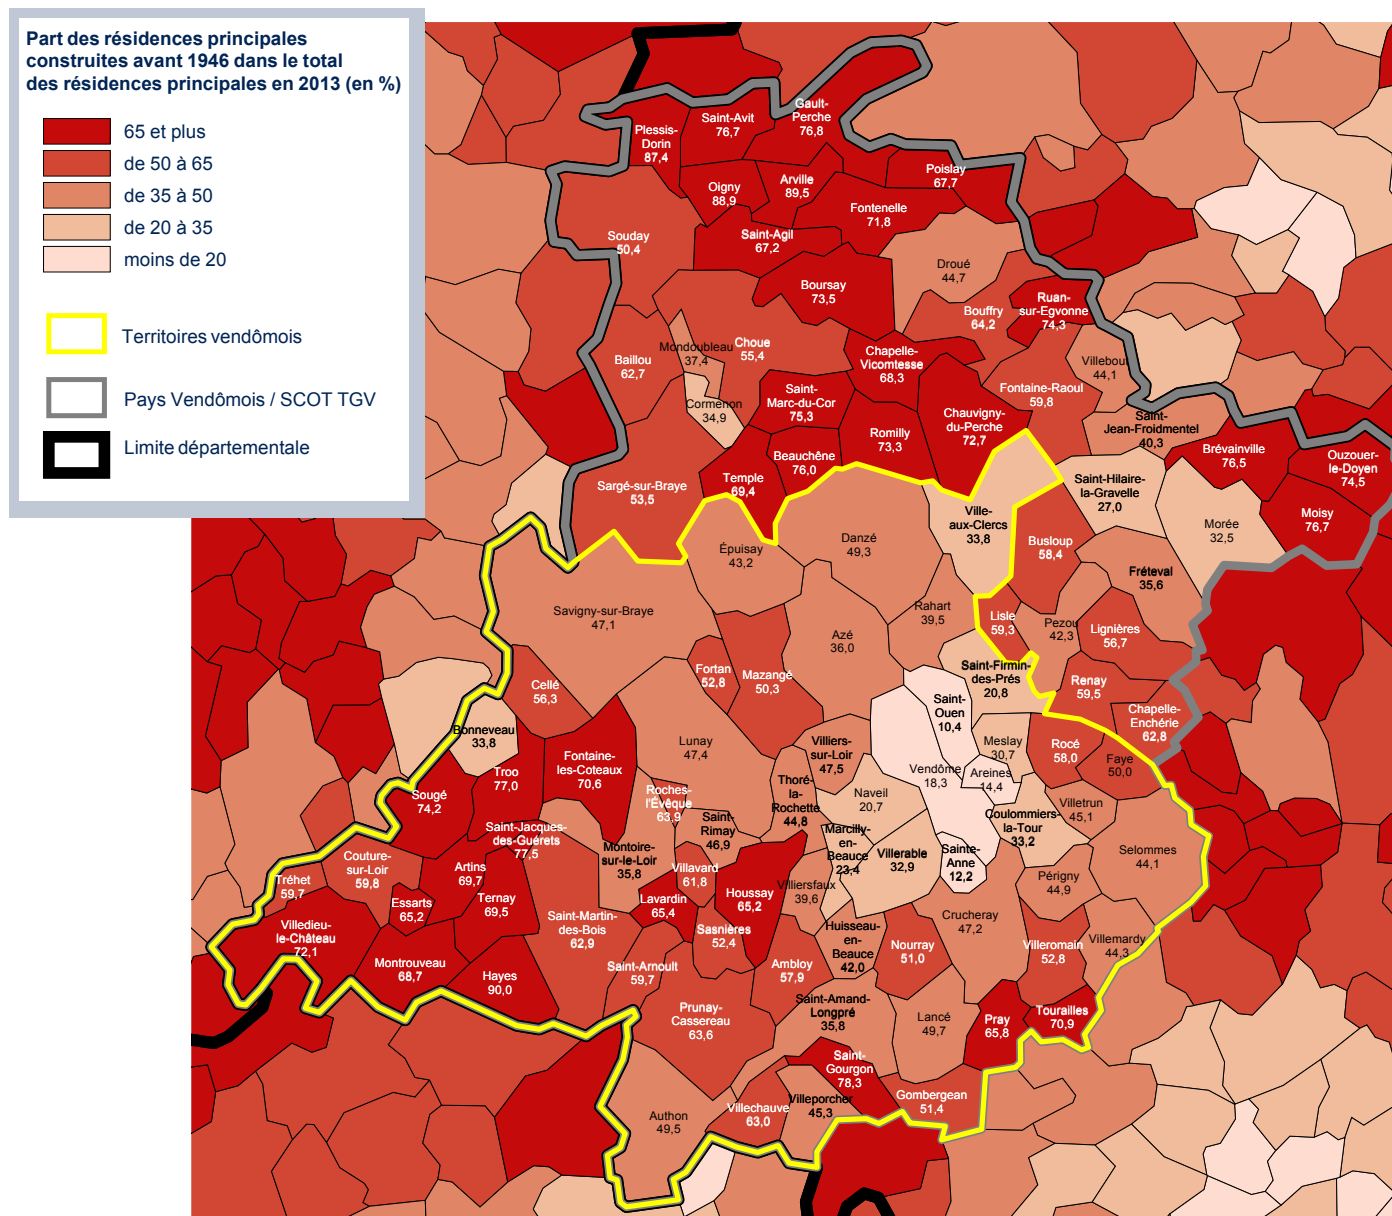 Part des résidences principales
construites avant 1946 dans le total
des résidences principales en 2013 (en %)
65 et plus
de 50 à 65
de 35 à 50
de 20 à 35
moins de 20
Territoires vendômois
Pays Vendômois / SCOT TGV
Limite départementale
Gault-
Perche
76,8
Saint-Avit
76,7
Plessis-
Dorin
87,4
Poislay
67,7
Arville
89,5
Oigny
88,9
Fontenelle
71,8
Saint-Agil
67,2
Souday
50,4
Droué
44,7
Boursay
73,5
Ruan-
sur-Egvonne
74,3
Bouffry
64,2
Choue
55,4
Mondoubleau
37,4
Baillou
62,7
Chapelle-
Vicomtesse
68,3
Villebou
44,1
Fontaine-Raoul
59,8
Saint-
Marc-du-Cor
75,3
Cormenon
34,9
Chauvigny-
du-Perche
72,7
Saint-
Jean-Froidmentel
40,3
Romilly
73,3
Brévainville
76,5
Ouzouer-
le-Doyen
74,5
Beauchêne
76,0
Temple
69,4
Sargé-sur-Braye
53,5
Saint-Hilaire-
la-Gravelle
27,0
Ville-
aux-Clercs
33,8
Moisy
76,7
Morée
32,5
Danzé
49,3
Busloup
58,4
Épuisay
43,2
Fréteval
35,6
Savigny-sur-Braye
47,1
Rahart
39,5
Lisle
59,3
Pezou
42,3
Lignières
56,7
Azé
36,0
Fortan
52,8
Mazangé
50,3
Saint-Firmin-
des-Prés
20,8
Renay
59,5
Cellé
56,3
Saint-
Ouen
10,4
Chapelle-
Enchérie
62,8
Bonneveau
33,8
Lunay
47,4
Villiers-
sur-Loir
47,5
Meslay
30,7
Rocé
58,0
Faye
50,0
Fontaine-
les-Coteaux
70,6
Troo
77,0
Vendôme
18,3
Areines
14,4
Sougé
74,2
Thoré-
la-
Rochette
44,8
Roches-
l'Évêque
63,9
Naveil
20,7
Villetrun
45,1
Coulommiers-
la-Tour
33,2
Saint-
Rimay
46,9
Saint-Jacques-
des-Guérets
77,5
Marcilly-
en-
Beauce
23,4
Montoire-
sur-le-Loir
35,8
Villerable
32,9
Sainte-
Anne
12,2
Selommes
44,1
Couture-
sur-Loir
59,8
Artins
69,7
Villavard
61,8
Tréhet
59,7
Périgny
44,9
Villiersfaux
39,6
Houssay
65,2
Ternay
69,5
Essarts
65,2
Lavardin
65,4
Crucheray
47,2
Saint-Martin-
des-Bois
62,9
Villedieu-
le-Château
72,1
Sasnières
52,4
Huisseau-
en-
Beauce
42,0
Nourray
51,0
Villeromain
52,8
Villemardy
44,3
Montrouveau
68,7
Saint-Arnoult
59,7
Ambloy
57,9
Hayes
90,0
Saint-Amand-
Longpré
35,8
Prunay-
Cassereau
63,6
Lancé
49,7
Pray
65,8
Tourailles
70,9
Saint-
Gourgon
78,3
Gombergean
51,4
Villeporcher
45,3
Villechauve
63,0
Authon
49,5